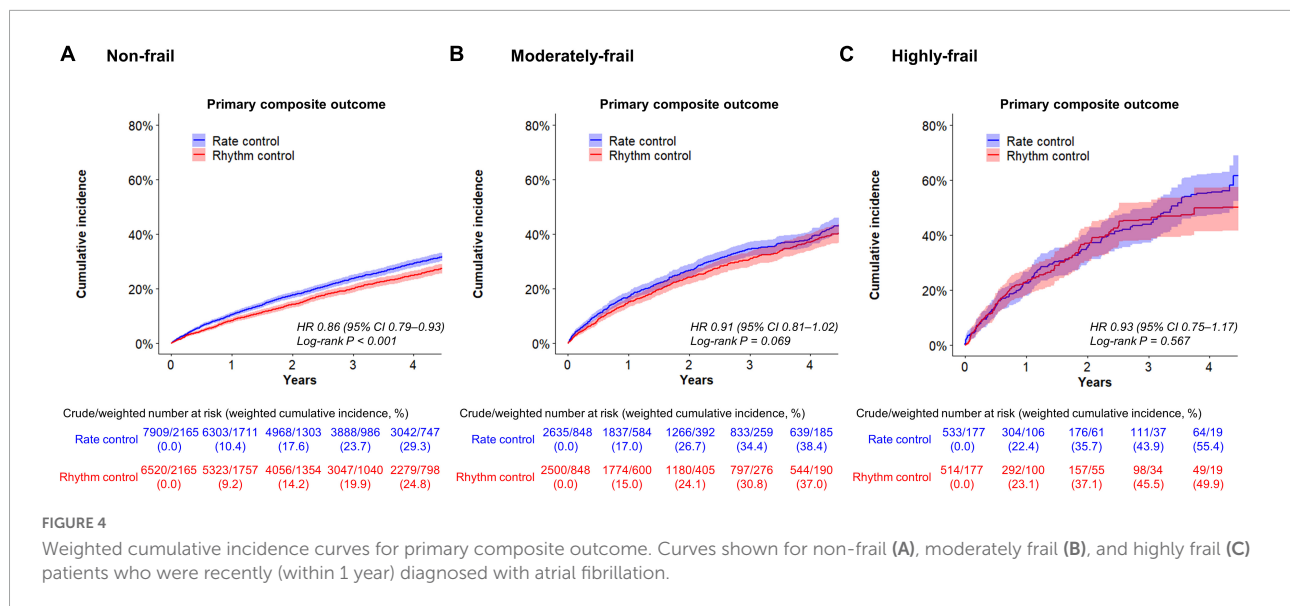 A Non-frail
Primary composite outcome
80%
60%
40%
20%
0%
Cumulative incidence
Rate control
Rhythm control
HR 0.86 (95% CI 0.79–0.93)
Log-rank P < 0.001
0 1 2 3 4
Years
Crude/weighted number at risk (weighted cumulative incidence, %)
Rate control 7909/2165 6303/1711 4968/1303 3888/986 3042/747
(0.0) (10.4) (17.6) (23.7) (29.3)
Rhythm control 6520/2165 5323/1757 4056/1354 3047/1040 2279/798
(0.0) (9.2) (14.2) (19.9) (24.8)
B Moderately-frail
Primary composite outcome
80%
60%
40%
20%
0%
Cumulative incidence
Rate control
Rhythm control
HR 0.91 (95% CI 0.81–1.02)
Log-rank P = 0.069
0 1 2 3 4
Years
Crude/weighted number at risk (weighted cumulative incidence, %)
Rate control 2635/848 1837/584 1266/392 833/259 639/185
(0.0) (17.0) (26.7) (34.4) (38.4)
Rhythm control 2500/848 1774/600 1180/405 797/276 544/190
(0.0) (15.0) (24.1) (30.8) (37.0)
C Highly-frail
Primary composite outcome
80%
60%
40%
20%
0%
Cumulative incidence
Rate control
Rhythm control
HR 0.93 (95% CI 0.75–1.17)
Log-rank P = 0.567
0 1 2 3 4
Years
Crude/weighted number at risk (weighted cumulative incidence, %)
Rate control 533/177 304/106 176/61 111/37 64/19
(0.0) (22.4) (35.7) (43.9) (55.4)
Rhythm control 514/177 292/100 157/55 98/34 49/19
(0.0) (23.1) (37.1) (45.5) (49.9)
FIGURE 4
Weighted cumulative incidence curves for primary composite outcome. Curves shown for non-frail (A), moderately frail (B), and highly frail (C)
patients who were recently (within 1 year) diagnosed with atrial fibrillation.